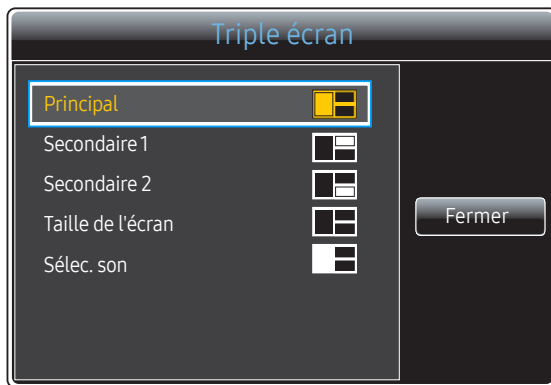 Triple écran
Principal
Secondaire 1
Secondaire 2
Taille de l'écran
Sélec. son
Fermer